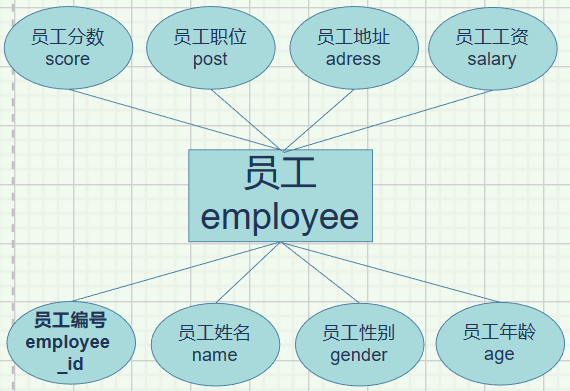 员工分数
score
员工职位
post
员工地址
adress
员工工资
salary
员工
employee
员工编号
employee
_id
员工姓名
name
员工性别
gender
员工年龄
age